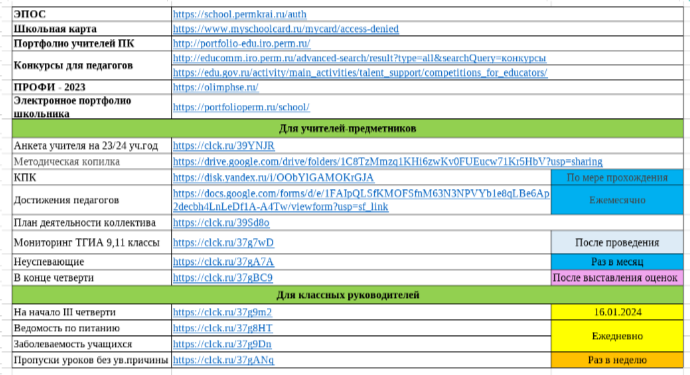 ЭПОС https://school.permkrai.ru/auth
Школьная карта https://www.myschoolcard.ru/mycard/access-denied
Портфолио учителей ПК http://portfolio-edu.iro.perm.ru/
Конкурсы для педагогов http://educomm.iro.perm.ru/advanced-search/result?type=all&searchQuery=конкурсы
https://edu.gov.ru/activity/main_activities/talent_support/competitions_for_educators/
ПРОФИ - 2023 https://olimphse.ru/
Электронное портфолио
школьника https://portfolioperm.ru/school/
Для учителей-предметников
Анкета учителя на 23/24 уч.год https://clck.ru/39YNJR
Методическая копилка https://drive.google.com/drive/folders/1C8TzMmzq1KHi6zwKv0FUEucw71Kr5HbV?usp=sharing
КПК https://disk.yandex.ru/i/OObYlGAMOKrGJA По мере прохождения
Достижения педагогов https://docs.google.com/forms/d/e/1FAIpQLSfKMOFSfnM63N3NPVYb1e8qLBe6Ap
2decbh4LnLeDf1A-A4Tw/viewform?usp=sf_link Ежемесячно
План деятельности коллектива https://clck.ru/39Sd8o
Мониторинг ТГИА 9,11 классы https://clck.ru/37g7wD После проведения
Неуспевающие https://clck.ru/37gA7A Раз в месяц
В конце четверти https://clck.ru/37gBC9 После выставления оценок
Для классных руководителей
На начало III четверти https://clck.ru/37g9m2 16.01.2024
Ведомость по питанию https://clck.ru/37g8HT Ежедневно
Заболеваемость учащихся https://clck.ru/37g9Dn
Пропуски уроков без ув.причины https://clck.ru/37gANq Раз в неделю